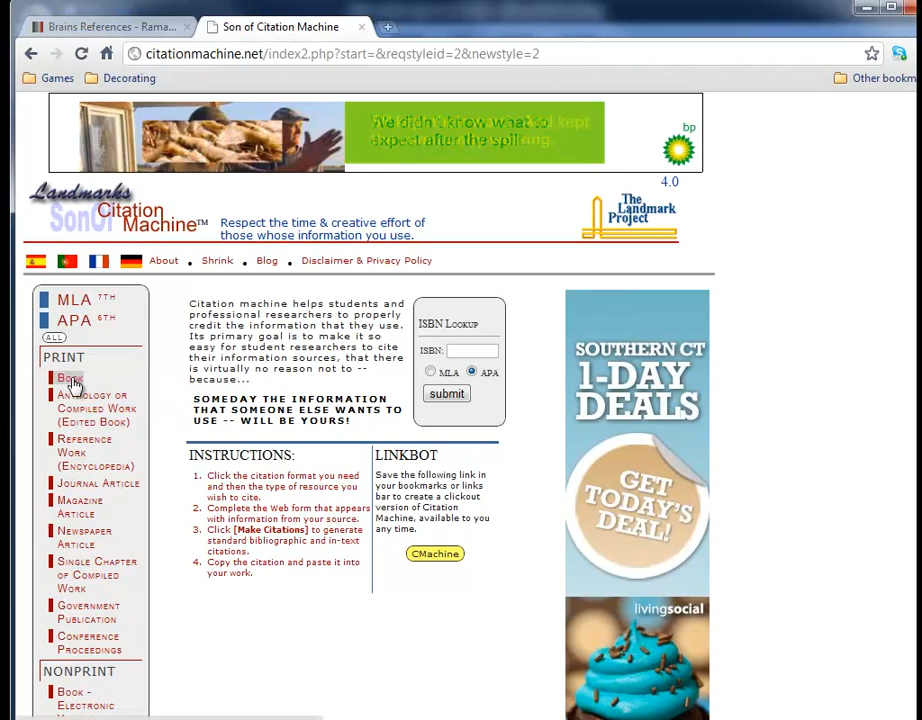 Brains References - Rama...
Son of Citation Machine
citationmachine.net/index2.php?start=&reqstyleid=2&newstyle=2
Games
Decorating
Other bookm
We didn't know what to
expect after the spill.
bp
Landmarks
SonOf
Citation
Machine™
Respect the time & creative effort of
those whose information you use.
4.0
The
Landmark
Project
About
Shrink
Blog
Disclaimer & Privacy Policy
MLA 7TH
APA 6TH
ALL
PRINT
Book
Anthology or
Compiled Work
(Edited Book)
Reference
Work
(Encyclopedia)
Journal Article
Magazine
Article
Newspaper
Article
Single Chapter
of Compiled
Work
Government
Publication
Conference
Proceedings
NONPRINT
Book -
Electronic
Citation machine helps students and
professional researchers to properly
credit the information that they use.
Its primary goal is to make it so
easy for student researchers to cite
their information sources, that there
is virtually no reason not to --
because...
SOMEDAY THE INFORMATION
THAT SOMEONE ELSE WANTS TO
USE -- WILL BE YOURS!
ISBN Lookup
ISBN:
MLA
APA
submit
INSTRUCTIONS:
1. Click the citation format you need
and then the type of resource you
wish to cite.
2. Complete the Web form that appears
with information from your source.
3. Click [Make Citations] to generate
standard bibliographic and in-text
citations.
4. Copy the citation and paste it into
your work.
LINKBOT
Save the following link in
your bookmarks or links
bar to create a clickout
version of Citation
Machine, available to you
any time.
CMachine
SOUTHERN CT
1-DAY
DEALS
GET
TODAY'S
DEAL!
livingsocial